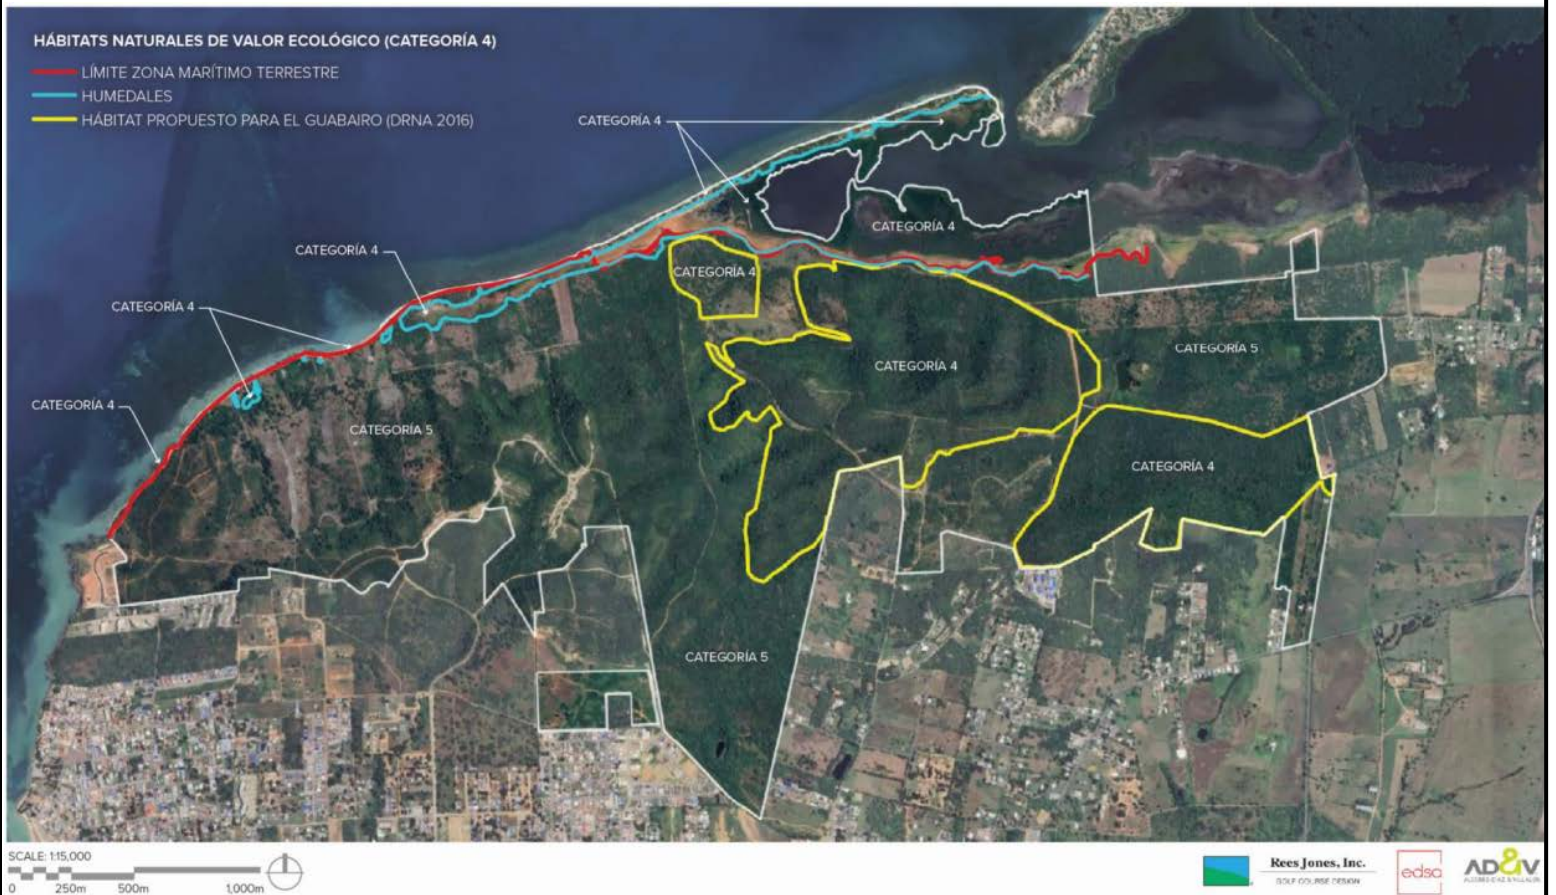 HÁBITATS NATURALES DE VALOR ECOLÓGICO (CATEGORÍA 4)
LÍMITE ZONA MARÍTIMO TERRESTRE
HUMEDALES
HÁBITAT PROPUESTO PARA EL GUABAIRO (DRNA 2016)
CATEGORÍA 4
CATEGORÍA 4
CATEGORÍA 4
CATEGORÍA 4
CATEGORÍA 4
CATEGORÍA 5
CATEGORÍA 4
CATEGORÍA 4
CATEGORÍA 5
CATEGORÍA 4
CATEGORÍA 5
SCALE: 1:15,000
0 250m 500m 1,000m
Rees Jones, Inc.
GOLF COURSE DESIGN
edsa
AD&V